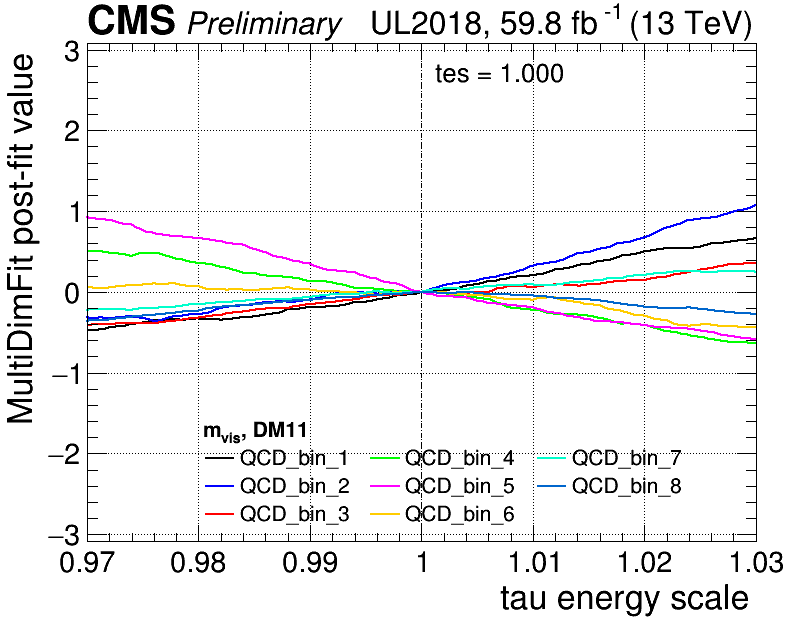 CMS Preliminary UL2018, 59.8 fb⁻¹ (13 TeV)
tes = 1.000
MultiDimFit post-fit value
3
2
1
0
−1
−2
−3
m_vis, DM11
QCD_bin_1 QCD_bin_4 QCD_bin_7
QCD_bin_2 QCD_bin_5 QCD_bin_8
QCD_bin_3 QCD_bin_6
0.97 0.98 0.99 1 1.01 1.02 1.03
tau energy scale